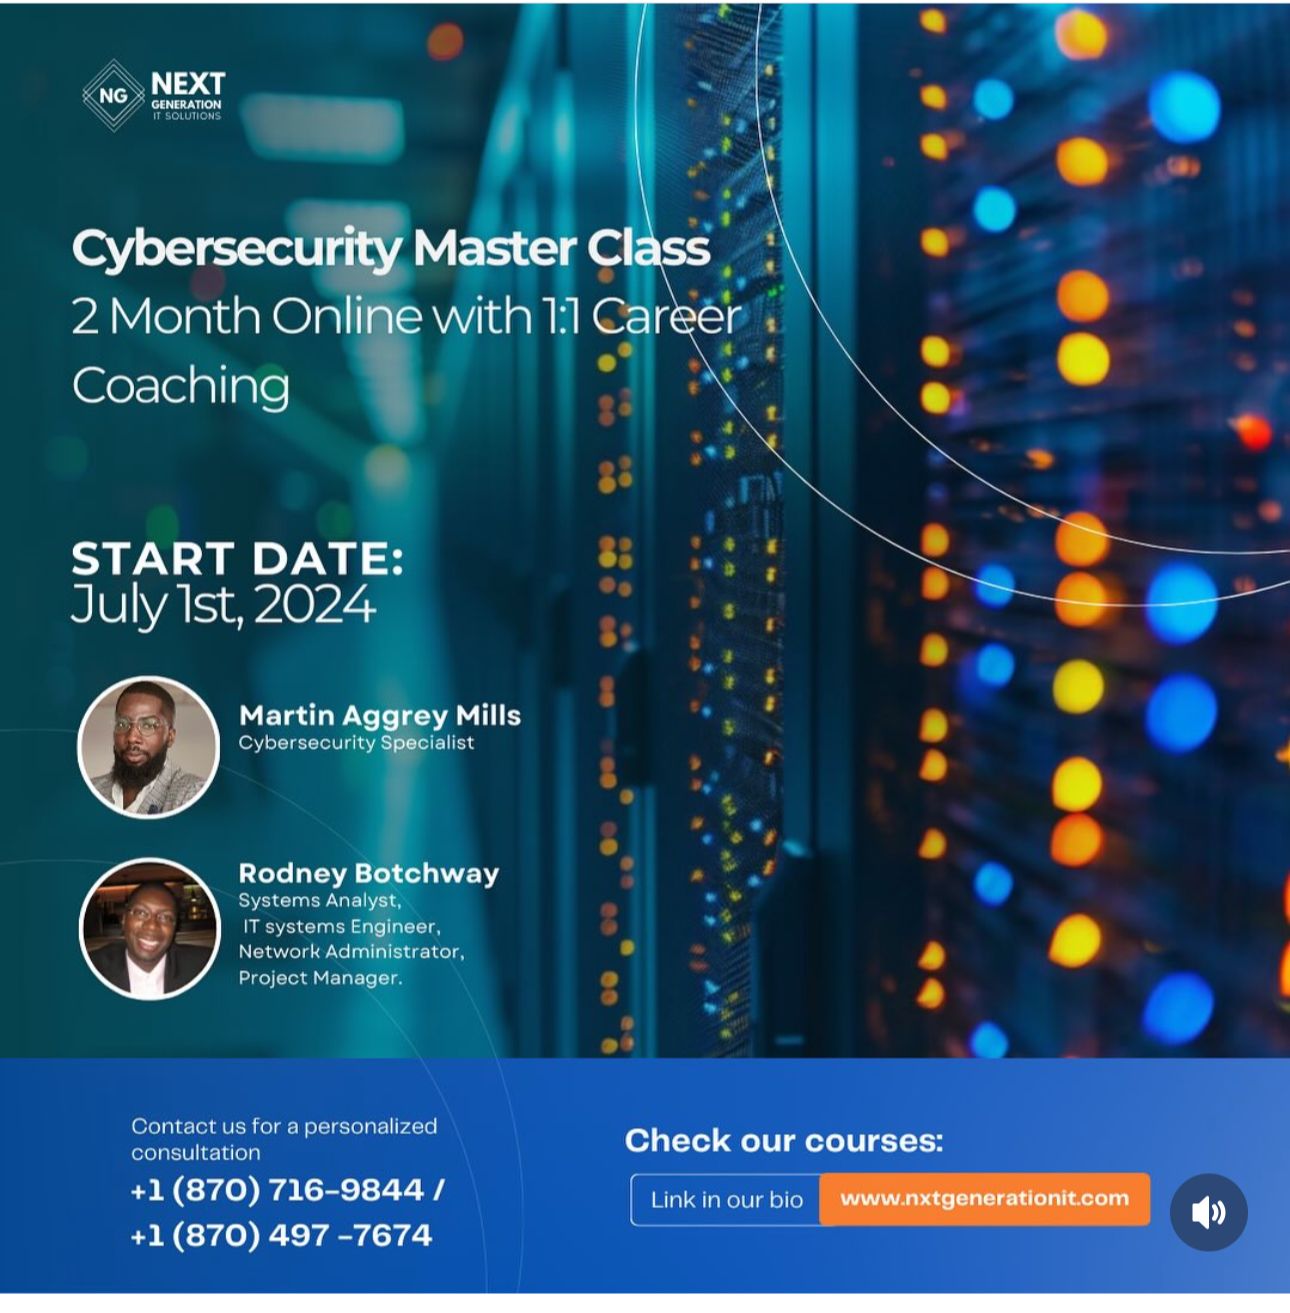 NG
NEXT
GENERATION
IT SOLUTIONS
Cybersecurity Master Class
2 Month Online with 1:1 Career
Coaching
START DATE:
July 1st, 2024
Martin Aggrey Mills
Cybersecurity Specialist
Rodney Botchway
Systems Analyst,
IT systems Engineer,
Network Administrator,
Project Manager.
Contact us for a personalized
consultation
+1 (870) 716-9844 /
+1 (870) 497 -7674
Check our courses:
Link in our bio www.nxtgenerationit.com